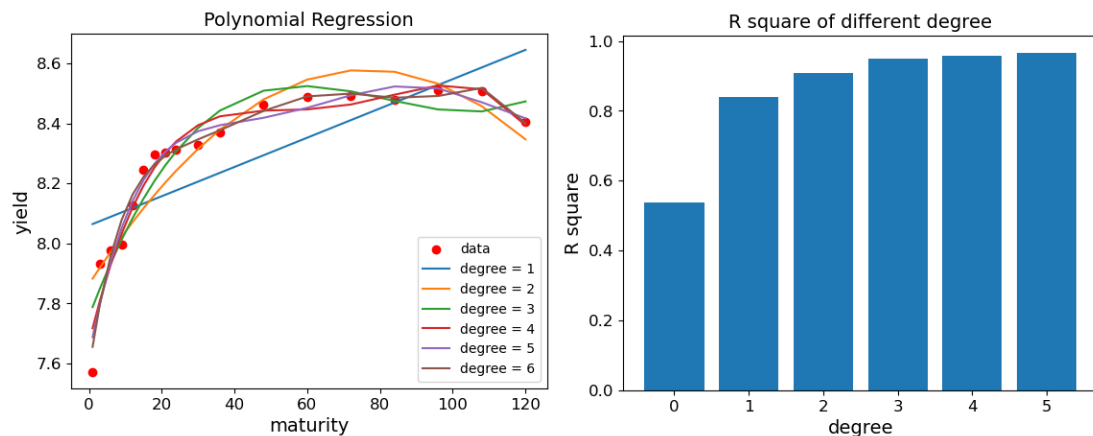 Polynomial Regression
yield
8.6
8.4
8.2
8.0
7.8
7.6
data
degree = 1
degree = 2
degree = 3
degree = 4
degree = 5
degree = 6
0 20 40 60 80 100 120
maturity
R square of different degree
R square
1.0
0.8
0.6
0.4
0.2
0.0
0 1 2 3 4 5
degree